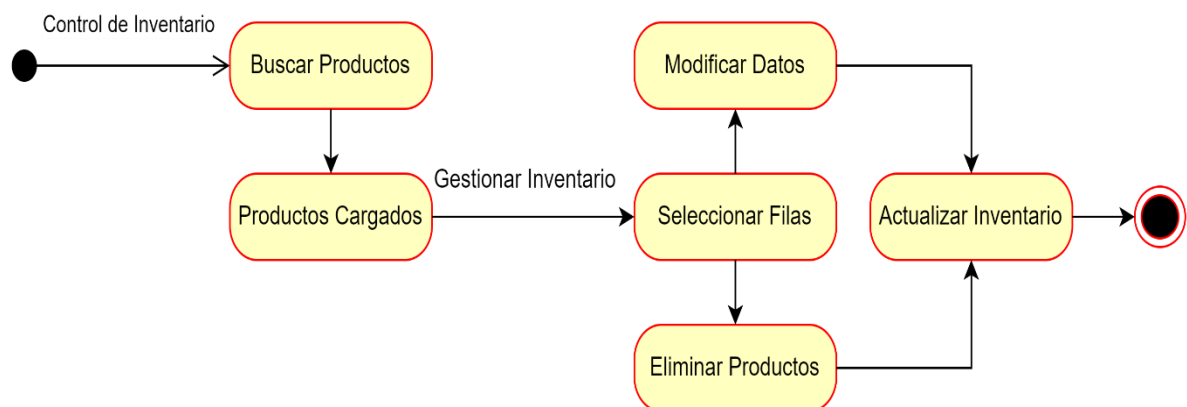 Control de Inventario
Buscar Productos
Modificar Datos
Gestionar Inventario
Productos Cargados
Seleccionar Filas
Actualizar Inventario
Eliminar Productos